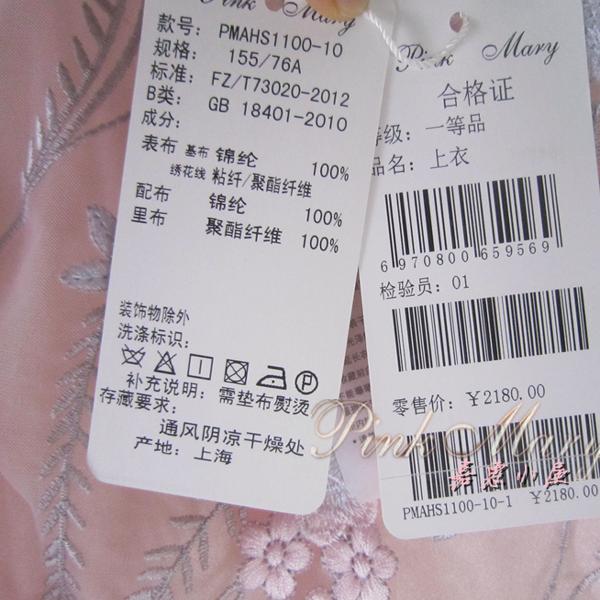 Pink Mary
款号: PMAHS1100-10
规格: 155/76A
标准: FZ/T73020-2012
B类: GB 18401-2010
成分:
表布 基布 锦纶 100%
绣花线 粘纤/聚酯纤维
配布 锦纶 100%
里布 聚酯纤维 100%
装饰物除外
洗涤标识:
P
补充说明: 需垫布熨烫
存藏要求:
通风阴凉干燥处
产地: 上海
Pink Mary
合格证
等级: 一等品
品名: 上衣
6 970800 659569
检验员: 01
零售价: ￥2180.00
PMAHS1100-10-1 ￥2180.00
Pink Mary